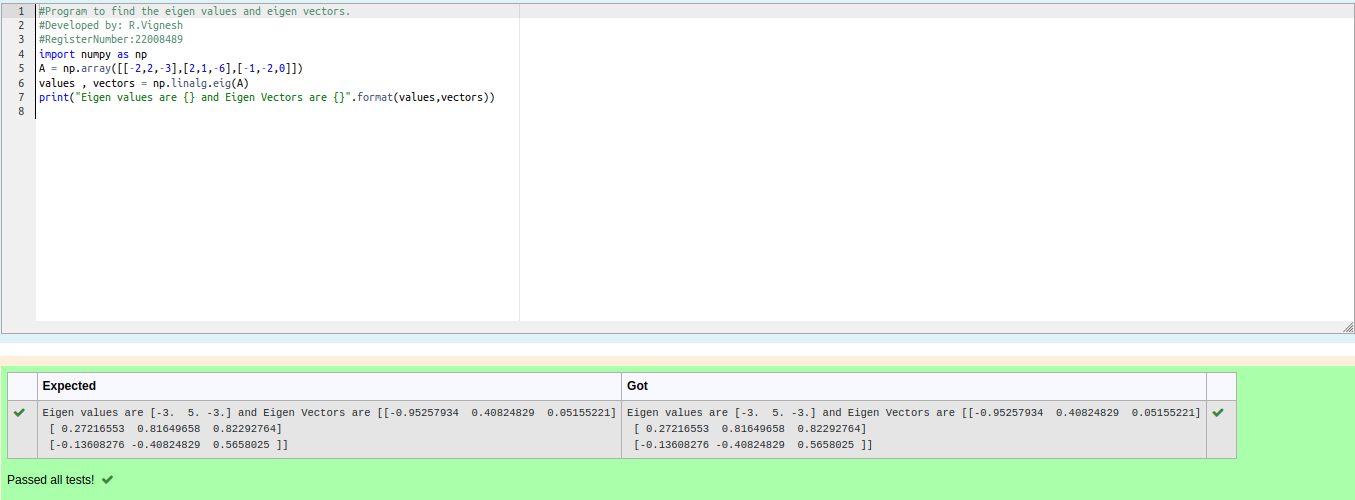 1 #Program to find the eigen values and eigen vectors.
2 #Developed by: R.Vignesh
3 #RegisterNumber:22008489
4 import numpy as np
5 A = np.array([[-2,2,-3],[2,1,-6],[-1,-2,0]])
6 values , vectors = np.linalg.eig(A)
7 print("Eigen values are {} and Eigen Vectors are {}".format(values,vectors))
8
Expected Got
Eigen values are [-3.  5. -3.] and Eigen Vectors are [[-0.95257934  0.40824829  0.05155221] Eigen values are [-3.  5. -3.] and Eigen Vectors are [[-0.95257934  0.40824829  0.05155221]
[ 0.27216553  0.81649658  0.82292764] [ 0.27216553  0.81649658  0.82292764]
[-0.13608276 -0.40824829  0.5658025 ]] [-0.13608276 -0.40824829  0.5658025 ]]
Passed all tests!